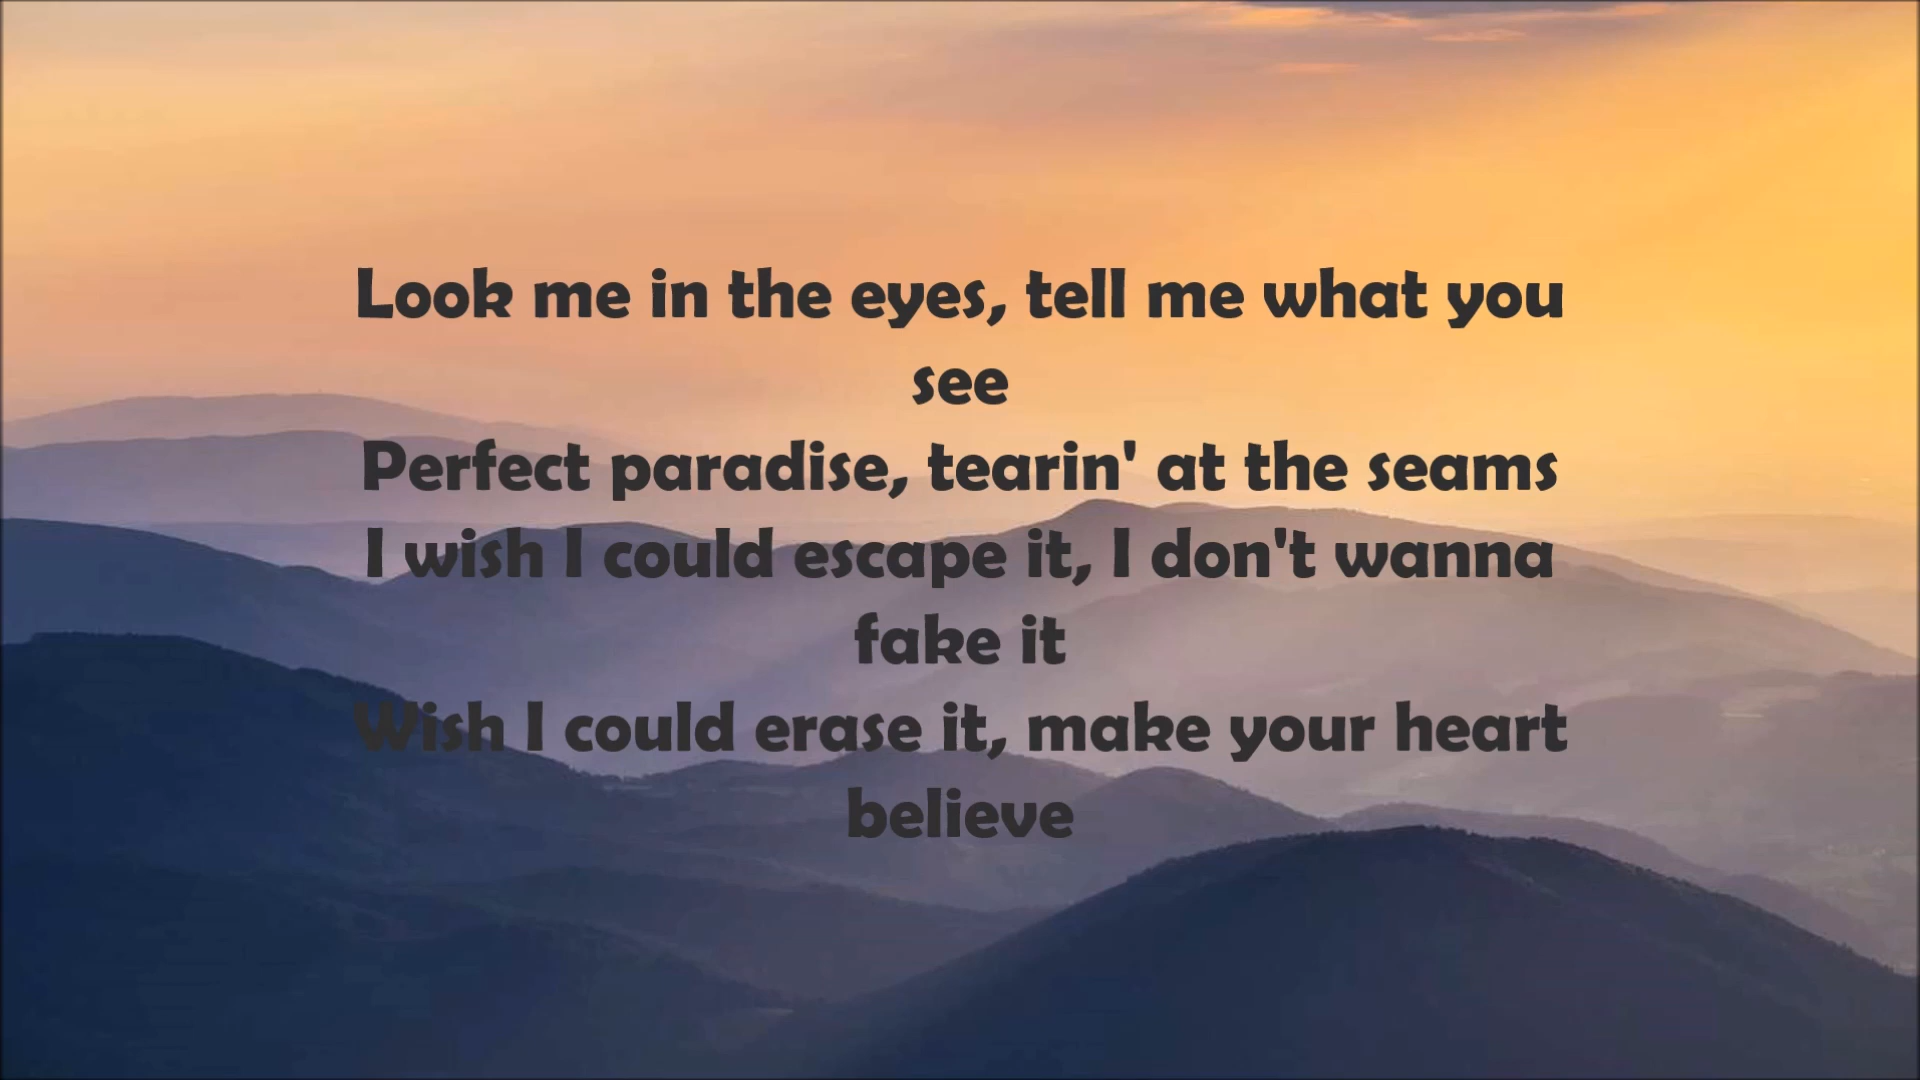 Look me in the eyes, tell me what you
see
Perfect paradise, tearin' at the seams
I wish I could escape it, I don't wanna
fake it
Wish I could erase it, make your heart
believe